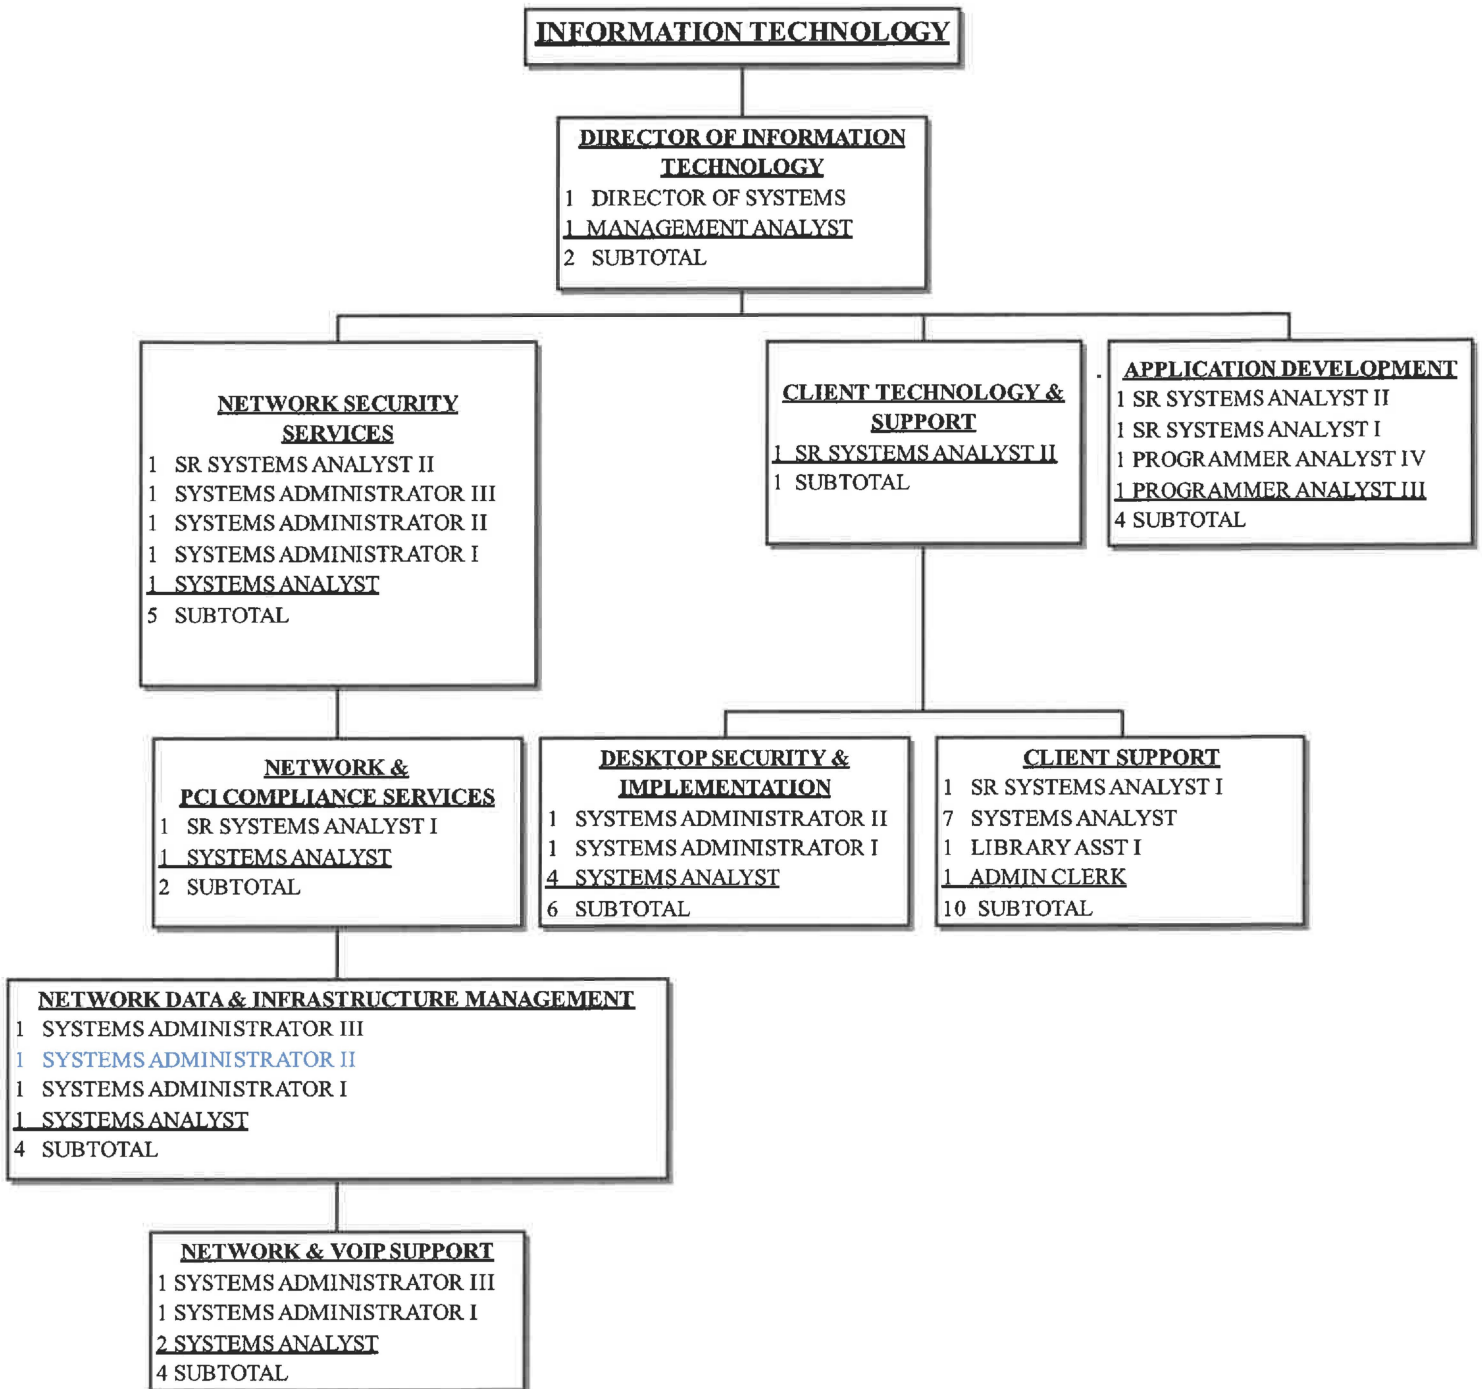 INFORMATION TECHNOLOGY
DIRECTOR OF INFORMATION
TECHNOLOGY
1 DIRECTOR OF SYSTEMS
1 MANAGEMENT ANALYST
2 SUBTOTAL
NETWORK SECURITY
SERVICES
1 SR SYSTEMS ANALYST II
1 SYSTEMS ADMINISTRATOR III
1 SYSTEMS ADMINISTRATOR II
1 SYSTEMS ADMINISTRATOR I
1 SYSTEMS ANALYST
5 SUBTOTAL
CLIENT TECHNOLOGY &
SUPPORT
1 SR SYSTEMS ANALYST II
1 SUBTOTAL
APPLICATION DEVELOPMENT
1 SR SYSTEMS ANALYST II
1 SR SYSTEMS ANALYST I
1 PROGRAMMER ANALYST IV
1 PROGRAMMER ANALYST III
4 SUBTOTAL
NETWORK &
PCI COMPLIANCE SERVICES
1 SR SYSTEMS ANALYST I
1 SYSTEMS ANALYST
2 SUBTOTAL
DESKTOP SECURITY &
IMPLEMENTATION
1 SYSTEMS ADMINISTRATOR II
1 SYSTEMS ADMINISTRATOR I
4 SYSTEMS ANALYST
6 SUBTOTAL
CLIENT SUPPORT
1 SR SYSTEMS ANALYST I
7 SYSTEMS ANALYST
1 LIBRARY ASST I
1 ADMIN CLERK
10 SUBTOTAL
NETWORK DATA & INFRASTRUCTURE MANAGEMENT
1 SYSTEMS ADMINISTRATOR III
1 SYSTEMS ADMINISTRATOR II
1 SYSTEMS ADMINISTRATOR I
1 SYSTEMS ANALYST
4 SUBTOTAL
NETWORK & VOIP SUPPORT
1 SYSTEMS ADMINISTRATOR III
1 SYSTEMS ADMINISTRATOR I
2 SYSTEMS ANALYST
4 SUBTOTAL